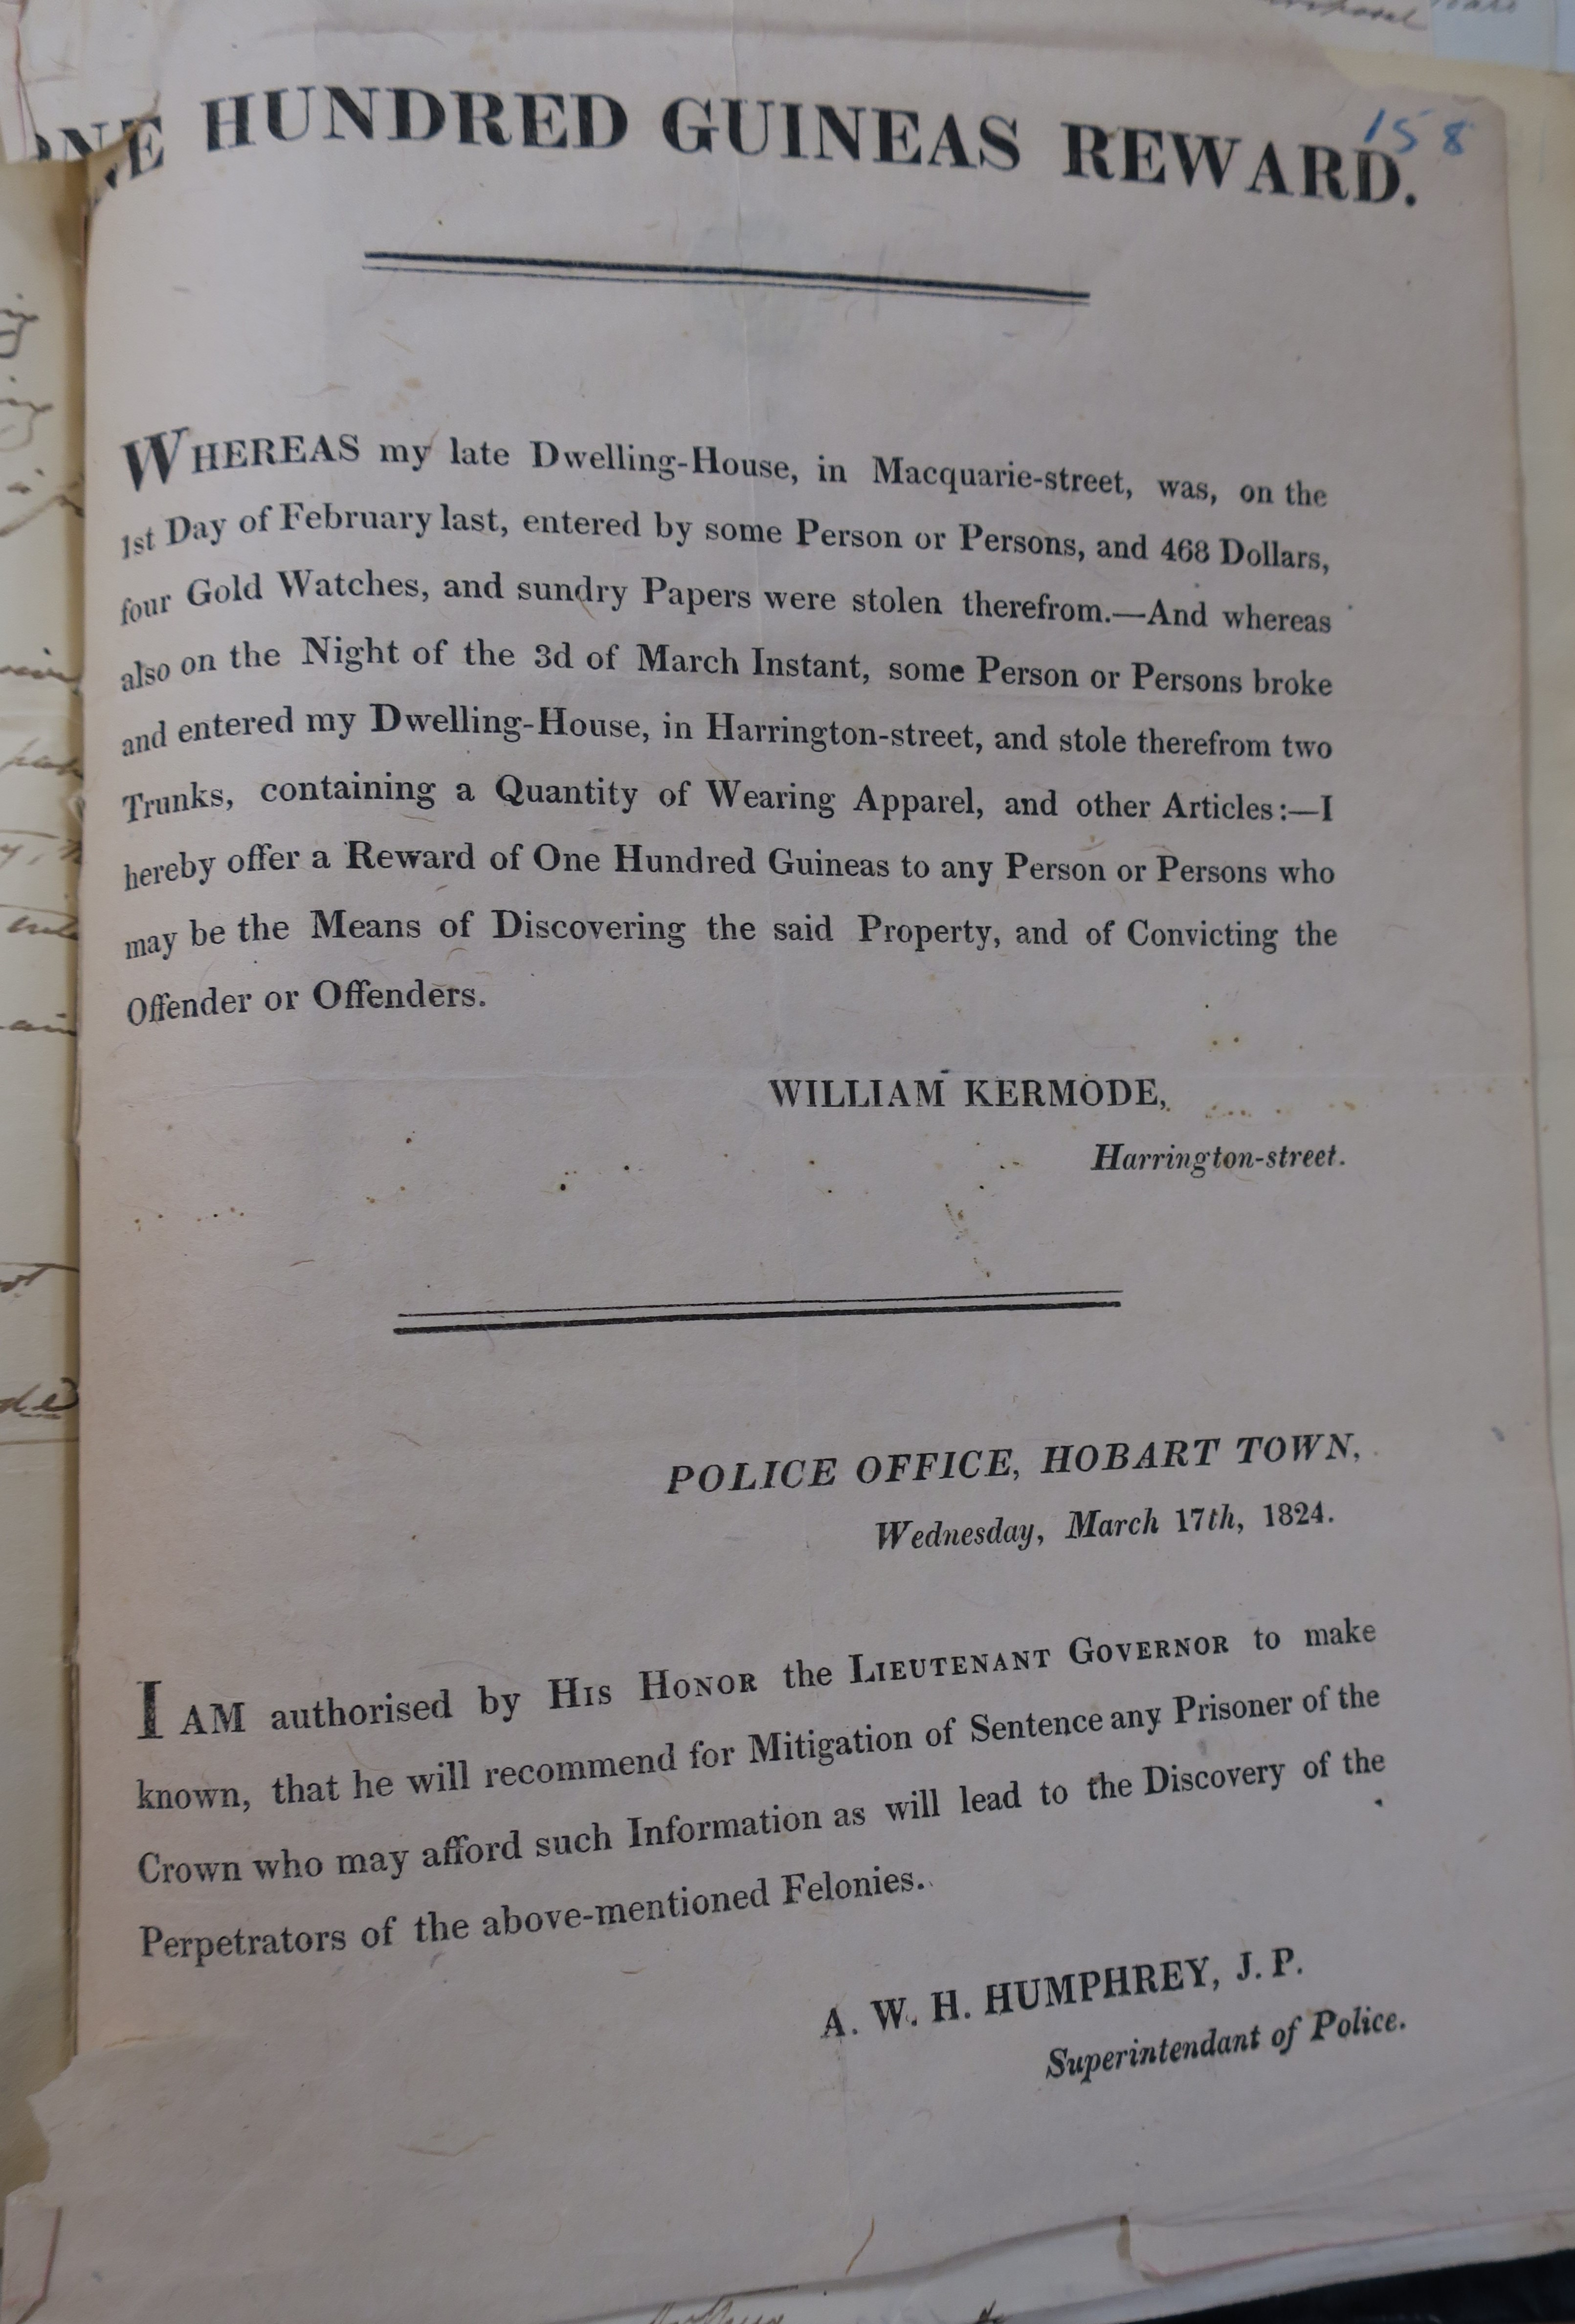 ONE HUNDRED GUINEAS REWARD.
158
WHEREAS my late Dwelling-House, in Macquarie-street, was, on the
1st Day of February last, entered by some Person or Persons, and 468 Dollars,
four Gold Watches, and sundry Papers were stolen therefrom.—And whereas
also on the Night of the 3d of March Instant, some Person or Persons broke
and entered my Dwelling-House, in Harrington-street, and stole therefrom two
Trunks, containing a Quantity of Wearing Apparel, and other Articles:—I
hereby offer a Reward of One Hundred Guineas to any Person or Persons who
may be the Means of Discovering the said Property, and of Convicting the
Offender or Offenders.
WILLIAM KERMODE,
Harrington-street.
POLICE OFFICE, HOBART TOWN,
Wednesday, March 17th, 1824.
I AM authorised by HIS HONOR the LIEUTENANT GOVERNOR to make
known, that he will recommend for Mitigation of Sentence any Prisoner of the
Crown who may afford such Information as will lead to the Discovery of the
Perpetrators of the above-mentioned Felonies.
A. W. H. HUMPHREY, J. P.
Superintendant of Police.